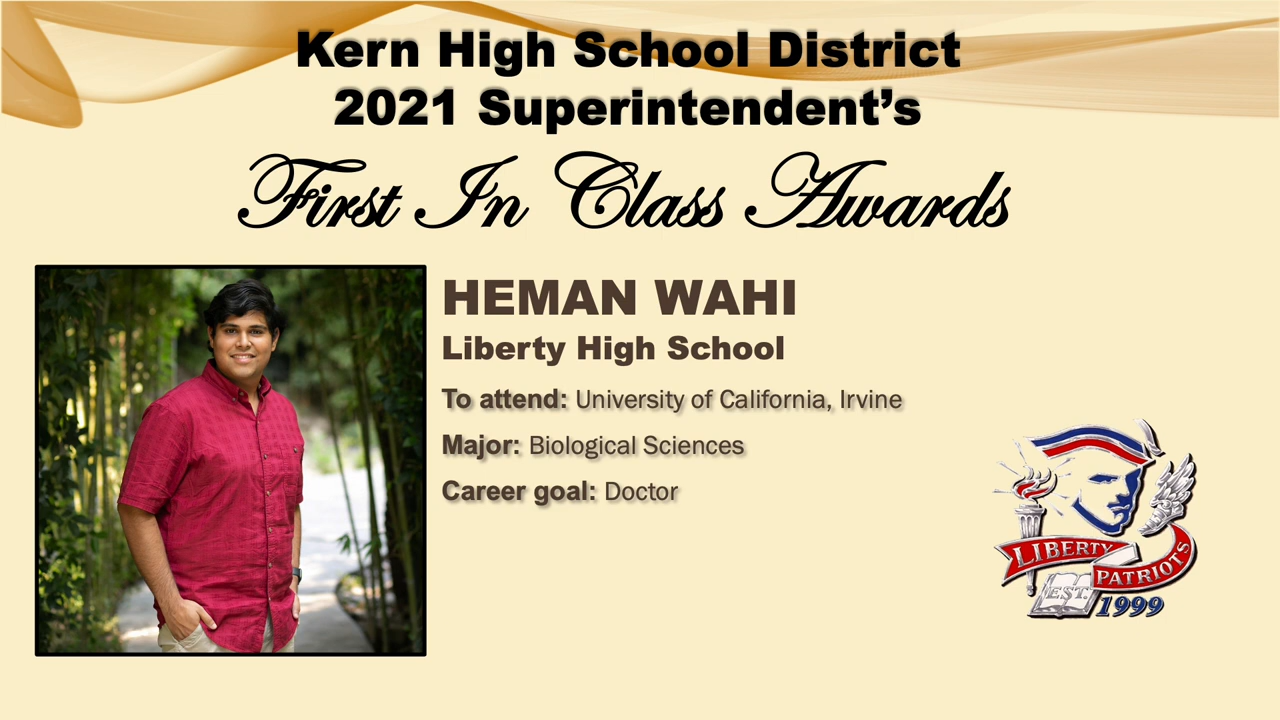 Kern High School District
2021 Superintendent’s
First In Class Awards
HEMAN WAHI
Liberty High School
To attend: University of California, Irvine
Major: Biological Sciences
Career goal: Doctor
LIBERTY
PATRIOTS
EST.
1999